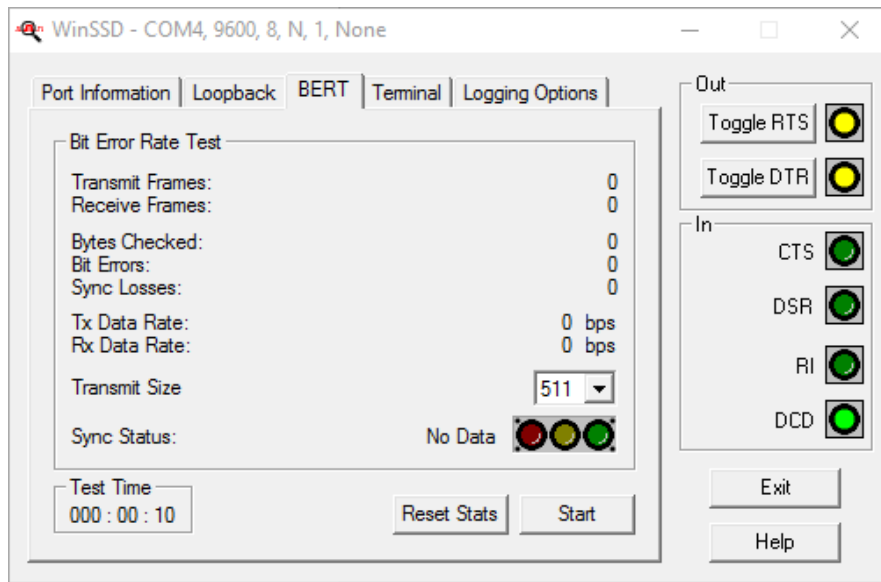 WinSSD - COM4, 9600, 8, N, 1, None
Port Information Loopback BERT Terminal Logging Options
Bit Error Rate Test
Transmit Frames: 0
Receive Frames: 0
Bytes Checked: 0
Bit Errors: 0
Sync Losses: 0
Tx Data Rate: 0 bps
Rx Data Rate: 0 bps
Transmit Size 511
Sync Status: No Data
Test Time
000 : 00 : 10
Reset Stats Start
Out
Toggle RTS
Toggle DTR
In
CTS
DSR
RI
DCD
Exit
Help